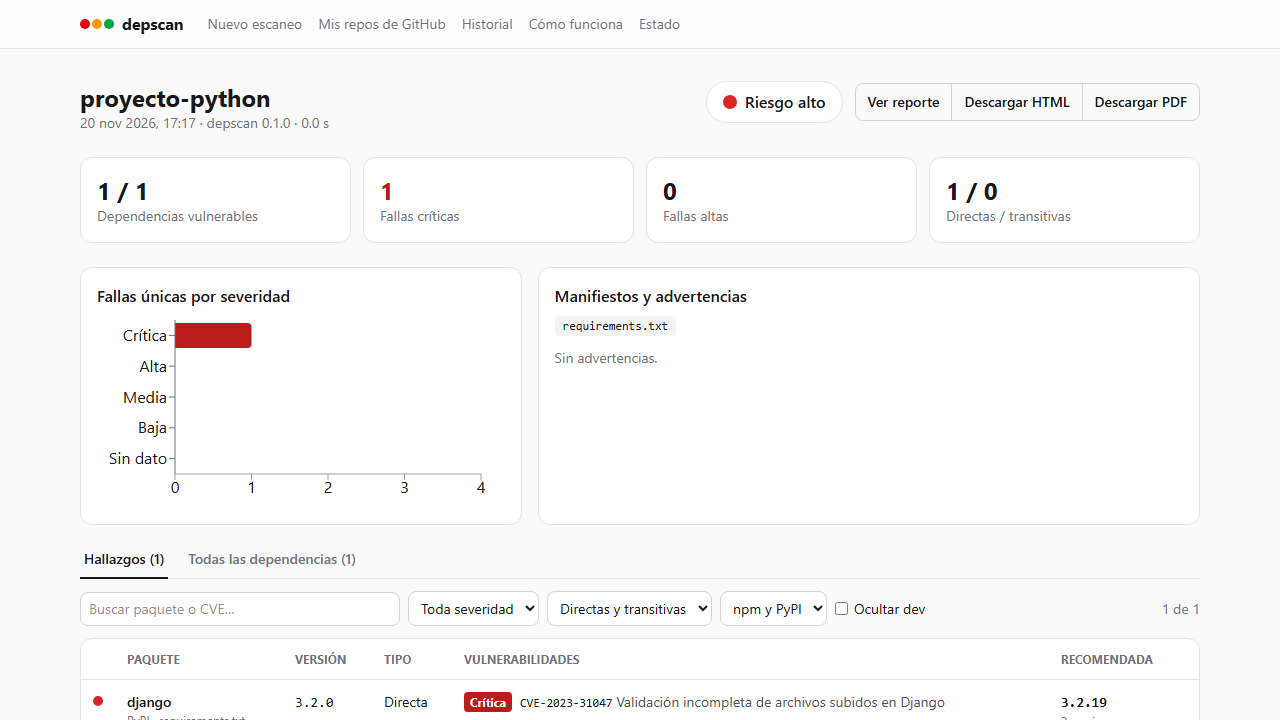 depscan Nuevo escaneo Mis repos de GitHub Historial Cómo funciona Estado
proyecto-python
20 nov 2026, 17:17 · depscan 0.1.0 · 0.0 s
Riesgo alto
Ver reporte Descargar HTML Descargar PDF
1 / 1
Dependencias vulnerables
1
Fallas críticas
0
Fallas altas
1 / 0
Directas / transitivas
Fallas únicas por severidad
Crítica
Alta
Media
Baja
Sin dato
0 1 2 3 4
Manifiestos y advertencias
requirements.txt
Sin advertencias.
Hallazgos (1) Todas las dependencias (1)
Buscar paquete o CVE... Toda severidad Directas y transitivas npm y PyPI Ocultar dev 1 de 1
PAQUETE VERSIÓN TIPO VULNERABILIDADES RECOMENDADA
django 3.2.0 Directa Crítica CVE-2023-31047 Validación incompleta de archivos subidos en Django 3.2.19